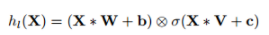 h_l(𝐗) = (𝐗 ∗ 𝐖 + 𝐛) ⊗ σ(𝐗 ∗ 𝐕 + 𝐜)